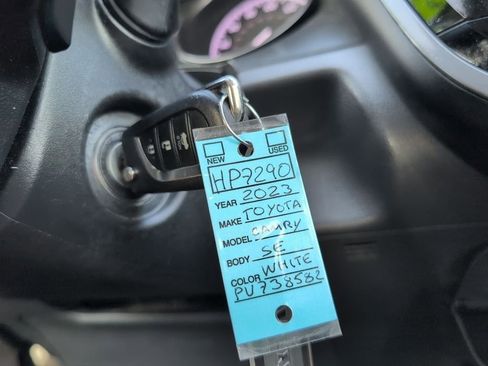 NEW USED
HP7290
YEAR 2023
MAKE TOYOTA
MODEL CAMRY
BODY SE
COLOR WHITE
PU738582